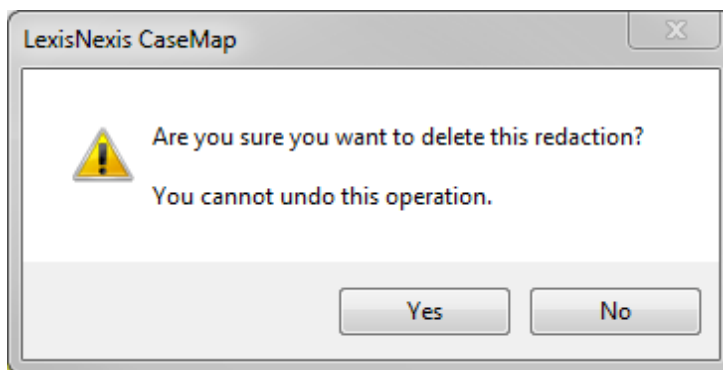 LexisNexis CaseMap
Are you sure you want to delete this redaction?
You cannot undo this operation.
Yes
No